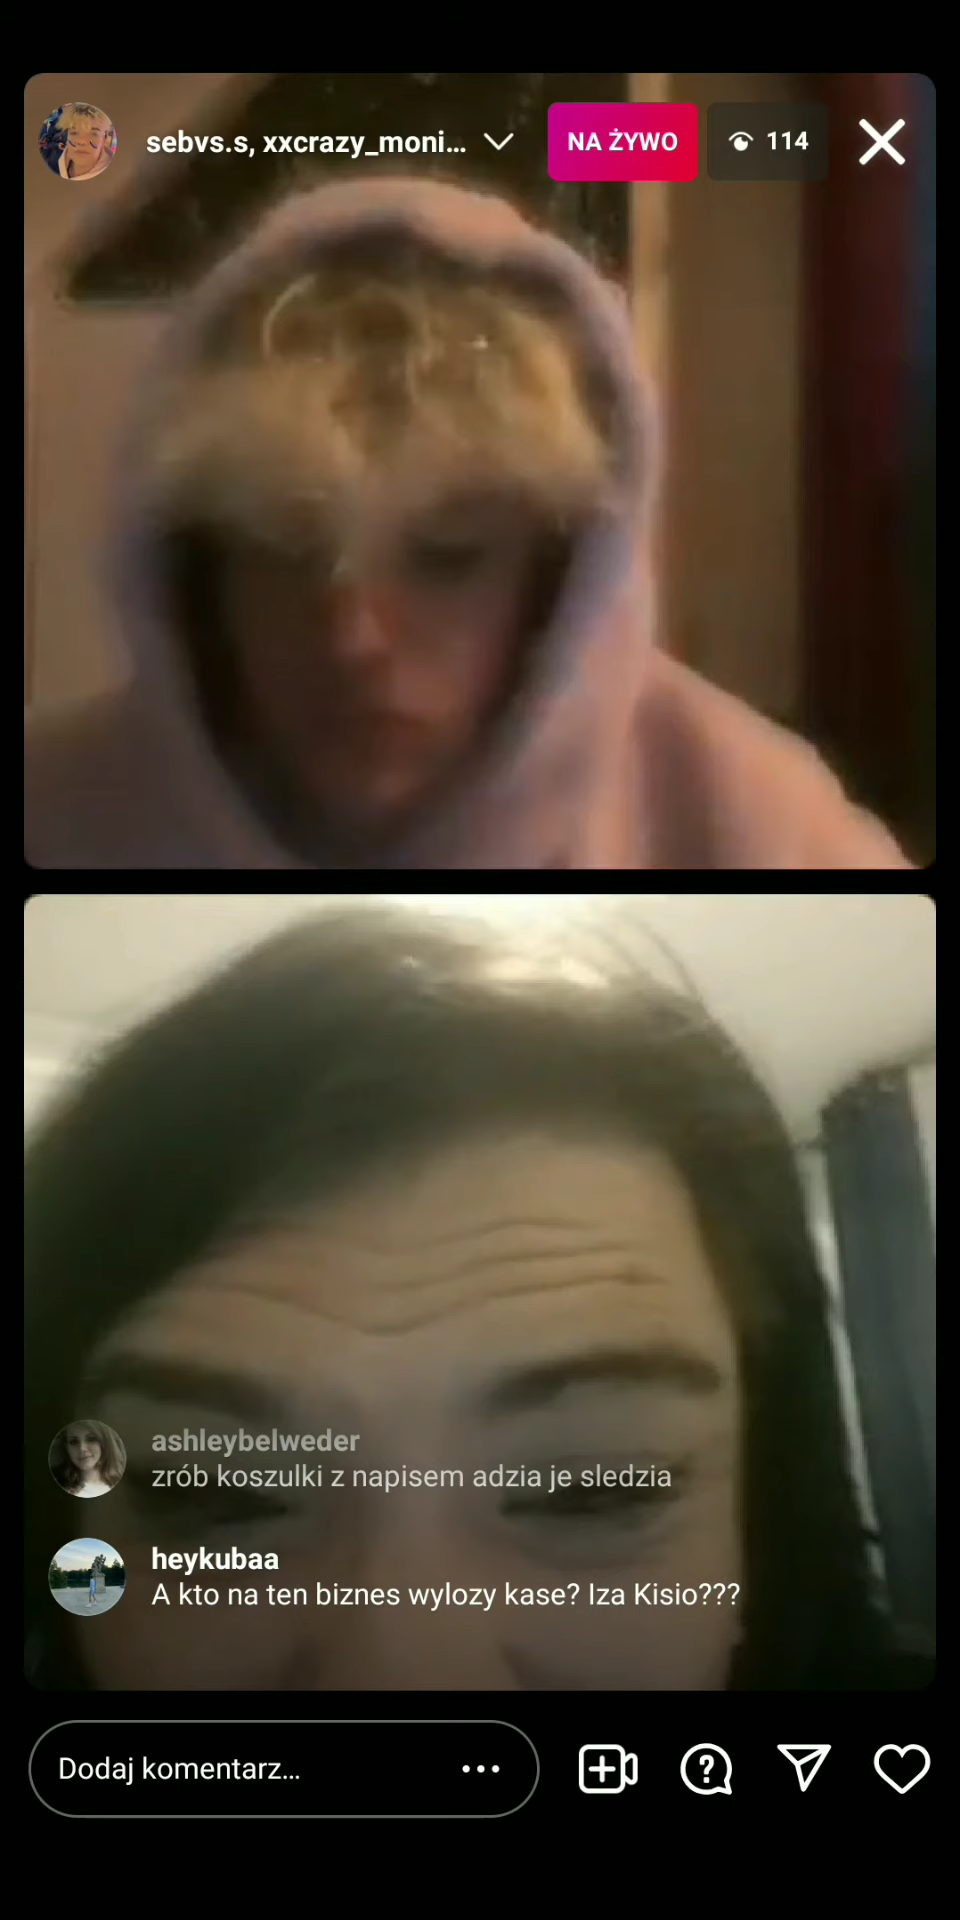 sebvs.s, xxcrazy_moni...
NA ŻYWO
114
ashleybelweder
zrób koszulki z napisem adzia je sledzia
heykubaa
A kto na ten biznes wylozy kase? Iza Kisio???
Dodaj komentarz...